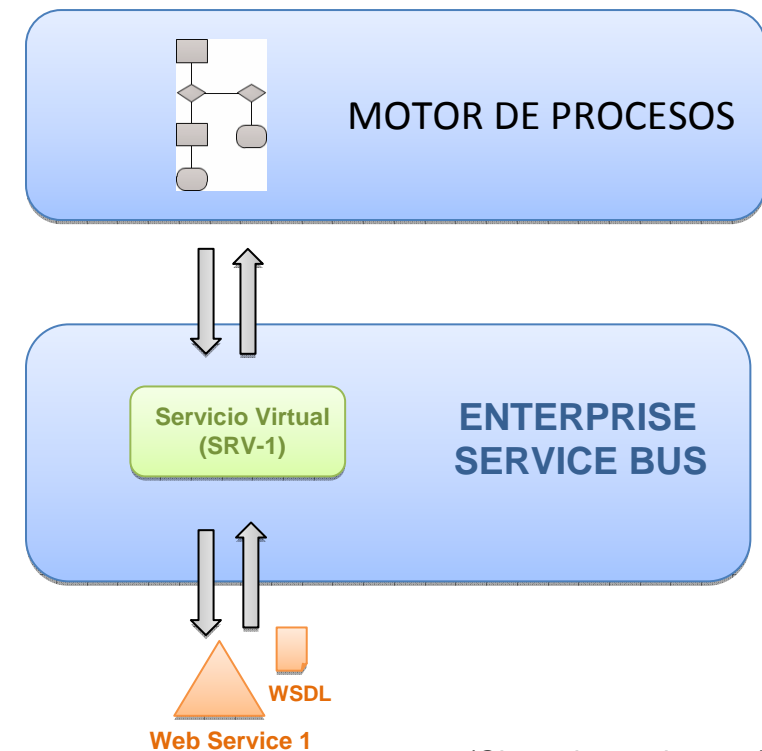 MOTOR DE PROCESOS
Servicio Virtual
(SRV-1)
ENTERPRISE
SERVICE BUS
WSDL
Web Service 1